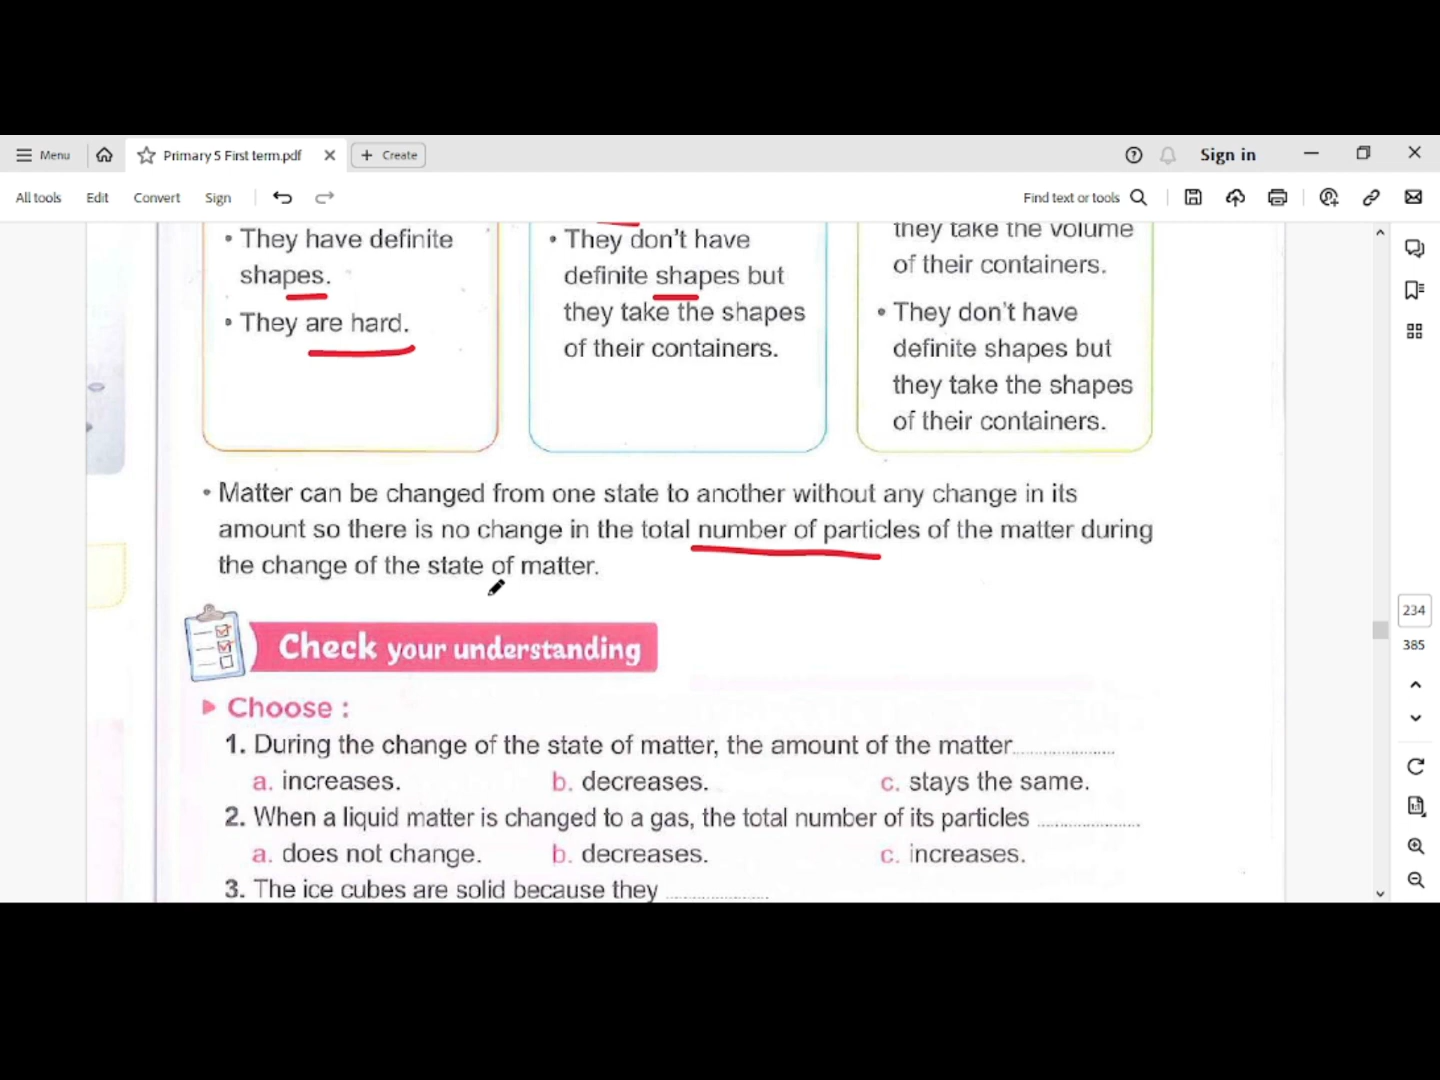 Menu
Primary 5 First term.pdf
Create
Sign in
All tools
Edit
Convert
Sign
Find text or tools
• They have definite
shapes.
• They are hard.
• They don't have
definite shapes but
they take the shapes
of their containers.
they take the volume
of their containers.
• They don't have
definite shapes but
they take the shapes
of their containers.
• Matter can be changed from one state to another without any change in its
amount so there is no change in the total number of particles of the matter during
the change of the state of matter.
Check your understanding
Choose :
1. During the change of the state of matter, the amount of the matter....................
a. increases. b. decreases. c. stays the same.
2. When a liquid matter is changed to a gas, the total number of its particles ....................
a. does not change. b. decreases. c. increases.
3. The ice cubes are solid because they ....................
234
385